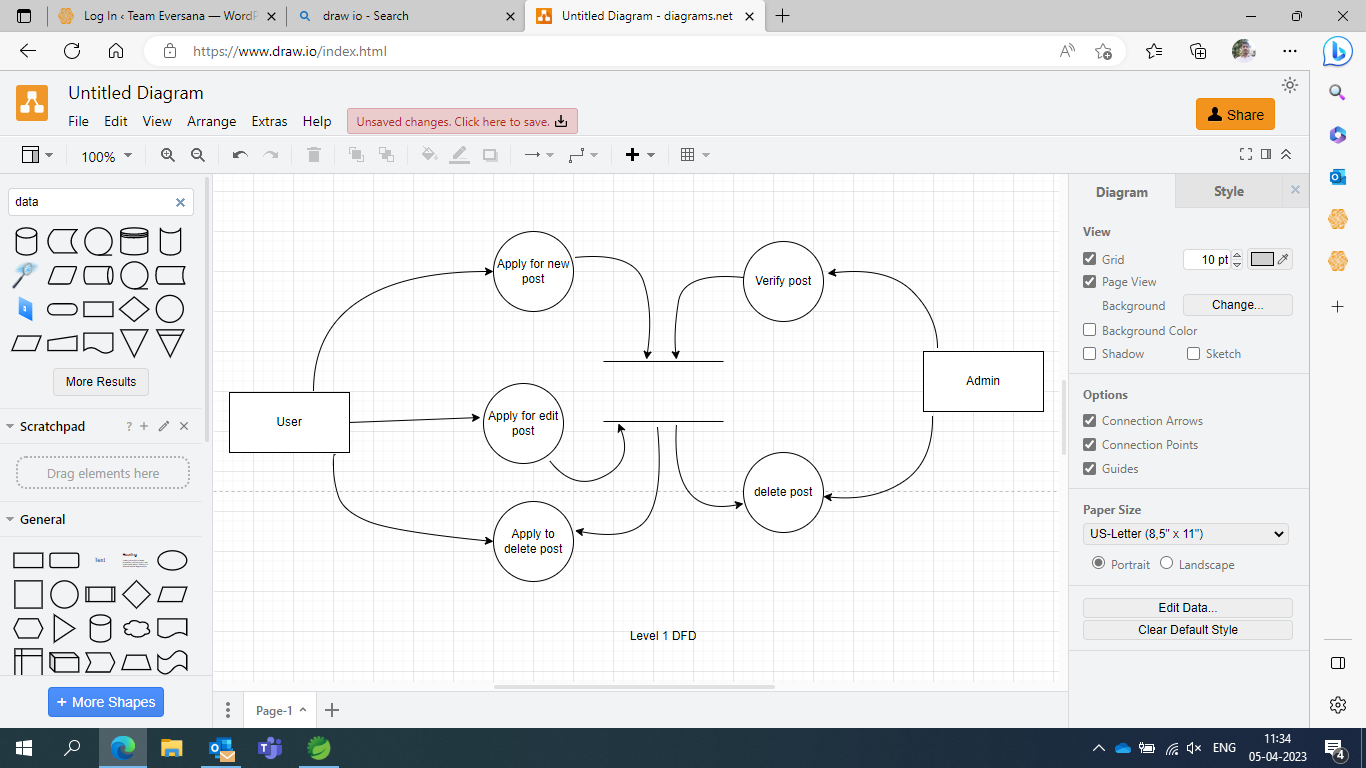 Log In ‹ Team Eversana — WordP
draw io - Search
Untitled Diagram - diagrams.net
https://www.draw.io/index.html
Untitled Diagram
File Edit View Arrange Extras Help
Unsaved changes. Click here to save.
Share
100%
data
More Results
Scratchpad
Drag elements here
General
Text
Heading
+ More Shapes
Apply for new
post
Verify post
User
Apply for edit
post
Admin
Apply to
delete post
delete post
Level 1 DFD
Page-1
Diagram
Style
View
Grid
10 pt
Page View
Background
Change...
Background Color
Shadow
Sketch
Options
Connection Arrows
Connection Points
Guides
Paper Size
US-Letter (8,5" x 11")
Portrait
Landscape
Edit Data...
Clear Default Style
ENG
11:34
05-04-2023
4